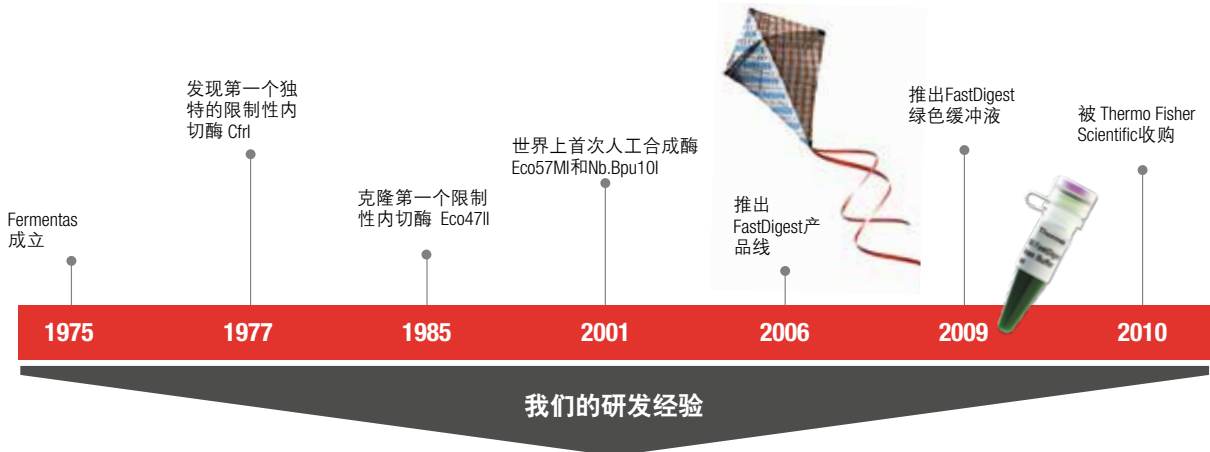 Fermentas
成立
发现第一个独
特的限制性内
切酶 CfrI
克隆第一个限制
性内切酶 Eco47II
世界上首次人工合成酶
Eco57MI和Nb.Bpu10I
推出
FastDigest产
品线
推出FastDigest
绿色缓冲液
被 Thermo Fisher
Scientific收购
Thermo
1975
1977
1985
2001
2006
2009
2010
我们的研发经验